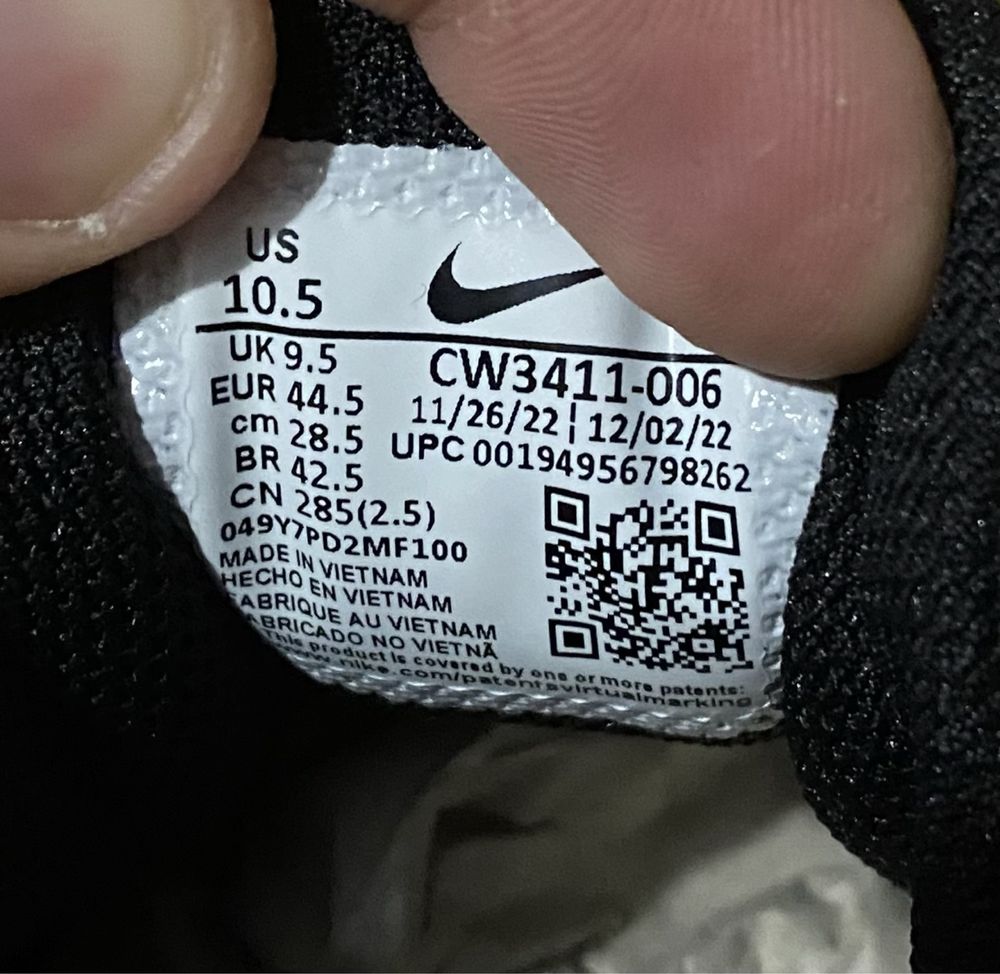 US
10.5
UK 9.5
EUR 44.5
cm 28.5
BR 42.5
CN 285(2.5)
CW3411-006
11/26/22 | 12/02/22
UPC 00194956798262
049Y7PD2MF100
MADE IN VIETNAM
HECHO EN VIETNAM
FABRIQUE AU VIETNAM
FABRICADO NO VIETNÃ
This product is covered by one or more patents:
www.nike.com/patentsvirtualmarking